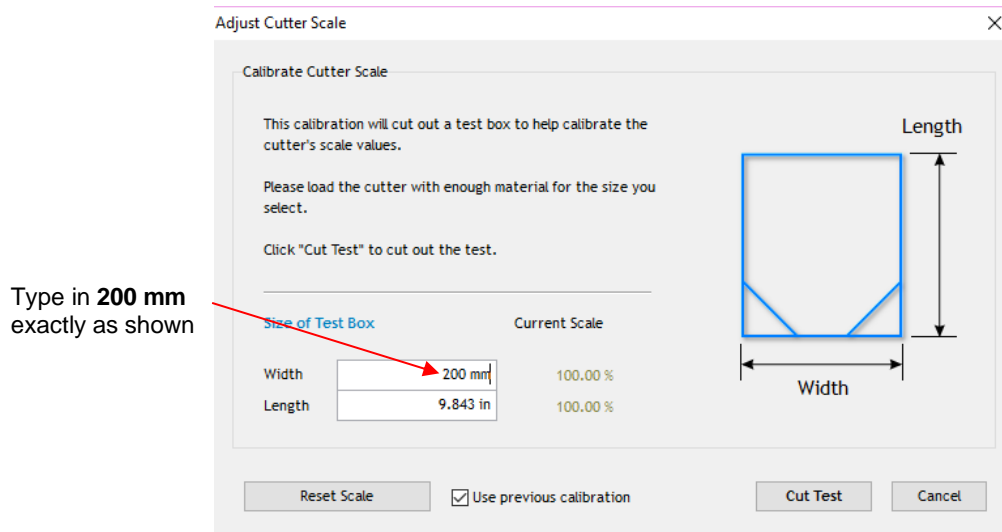 Adjust Cutter Scale
Calibrate Cutter Scale
This calibration will cut out a test box to help calibrate the
cutter's scale values.
Please load the cutter with enough material for the size you
select.
Click "Cut Test" to cut out the test.
Length
Type in 200 mm
exactly as shown
Size of Test Box
Current Scale
Width
200 mm
100.00 %
Length
9.843 in
100.00 %
Width
Reset Scale
Use previous calibration
Cut Test
Cancel